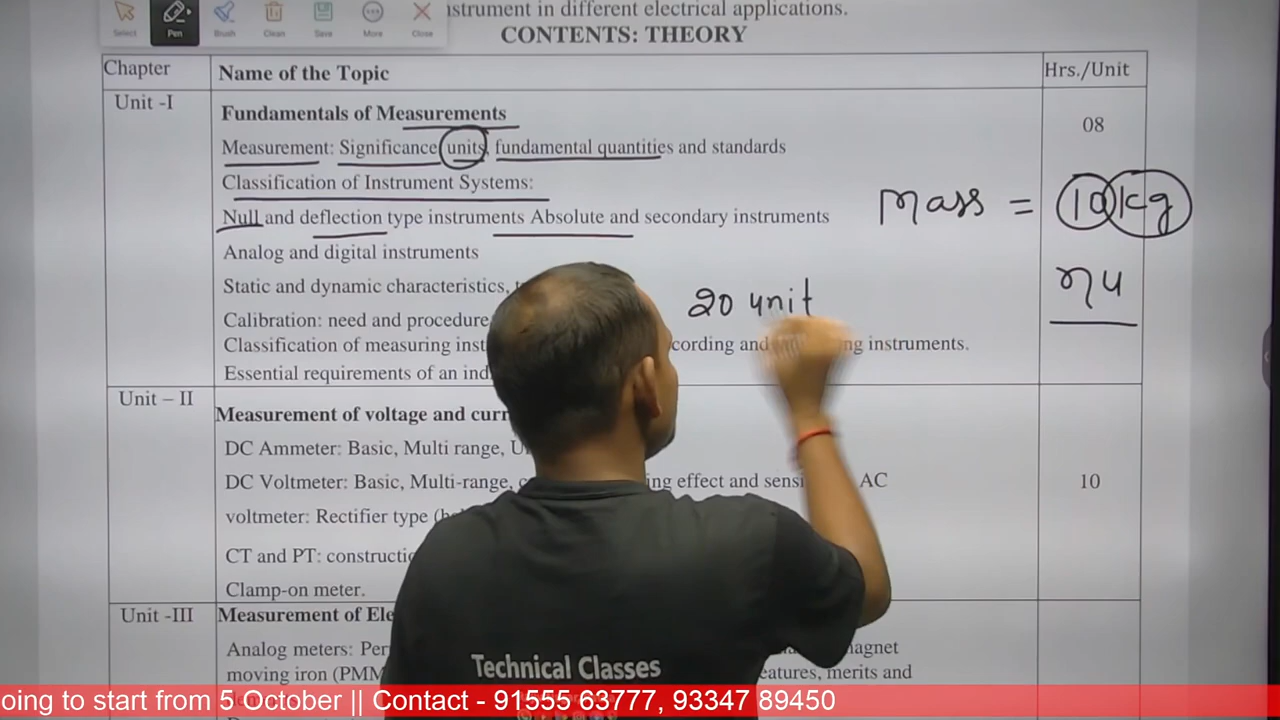 Select Pen Brush Clean Save More Close
strument in different electrical applications.
CONTENTS: THEORY
Chapter Name of the Topic Hrs./Unit
Unit -I
Fundamentals of Measurements
08
Measurement: Significance units, fundamental quantities and standards
Classification of Instrument Systems:
Mass = 10 kg
Null and deflection type instruments Absolute and secondary instruments
Analog and digital instruments
Static and dynamic characteristics,
20 unit
Calibration: need and procedure
Classification of measuring inst cording and instruments.
Essential requirements of an ind
Unit – II
Measurement of voltage and curr
DC Ammeter: Basic, Multi range, U
DC Voltmeter: Basic, Multi-range, ing effect and sensi AC
10
voltmeter: Rectifier type
CT and PT: constructi
Clamp-on meter.
Unit -III Measurement of Ele
Analog meters: Per agnet
moving iron (PMM eatures, merits and
Technical Classes
oing to start from 5 October || Contact - 91555 63777, 93347 89450